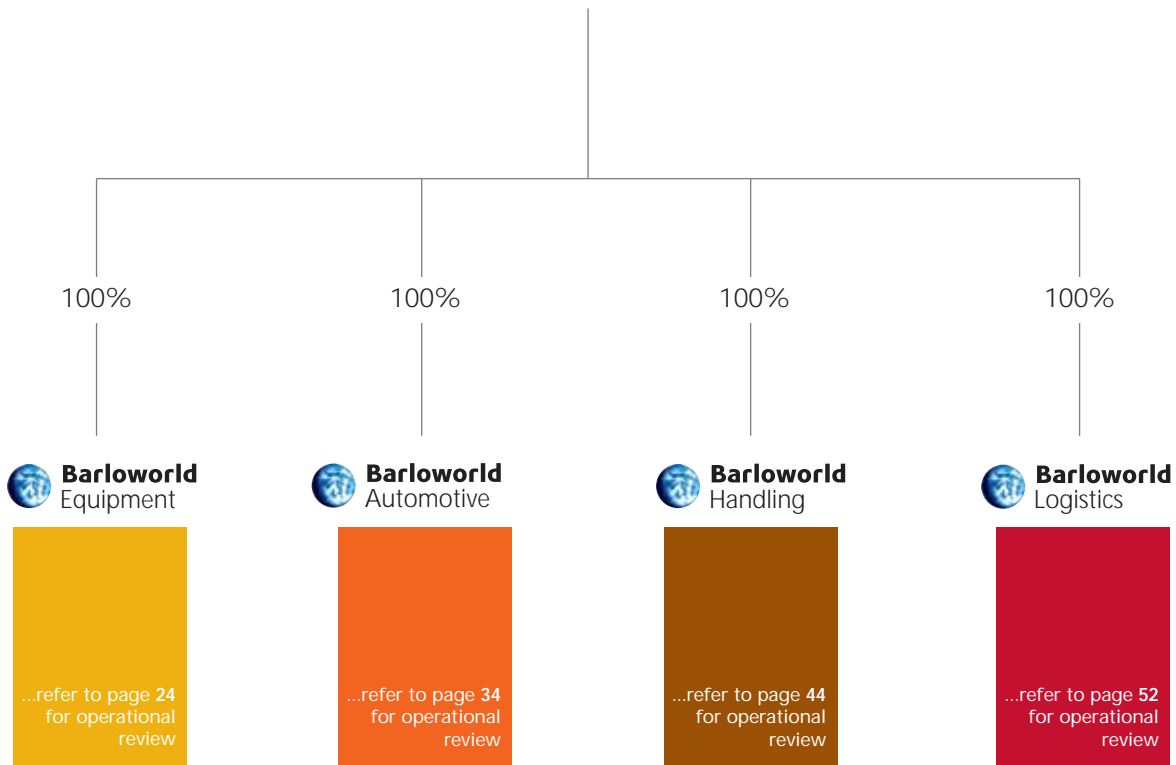 100%
100%
100%
100%
Barloworld
Equipment
Barloworld
Automotive
Barloworld
Handling
Barloworld
Logistics
...refer to page 24
for operational
review
...refer to page 34
for operational
review
...refer to page 44
for operational
review
...refer to page 52
for operational
review